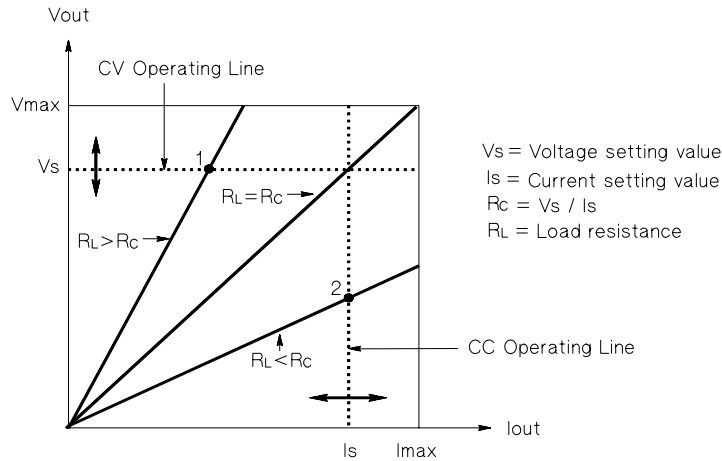 Vout
CV Operating Line
Vmax
1
Vs
RL=RC
RL>RC
Vs = Voltage setting value
Is = Current setting value
RC = Vs / Is
RL = Load resistance
2
RL<RC
CC Operating Line
Iout
Is
Imax